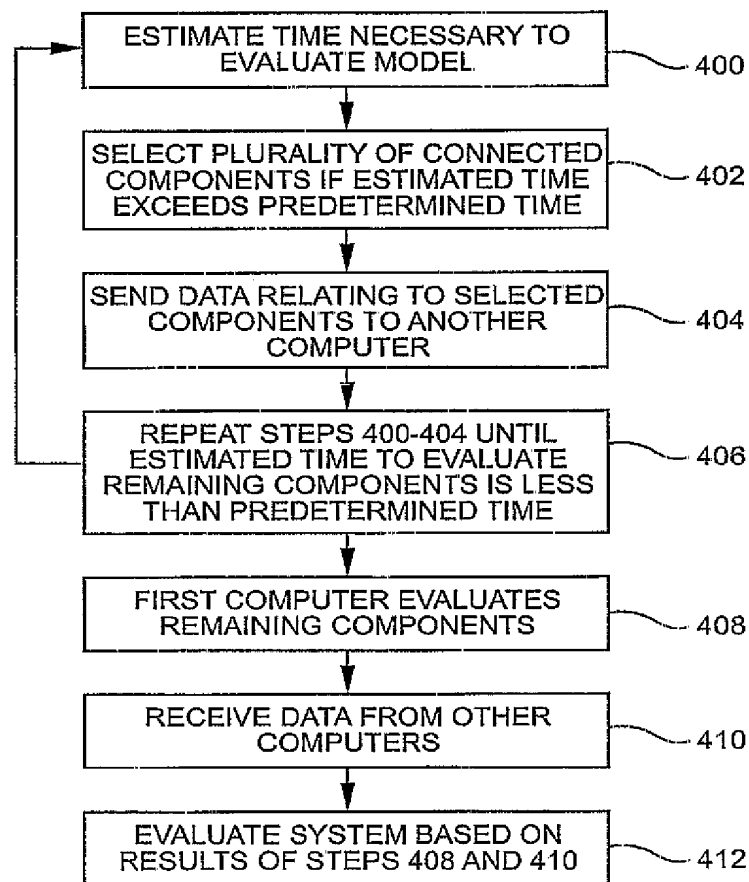 ESTIMATE TIME NECESSARY TO
EVALUATE MODEL
400
SELECT PLURALITY OF CONNECTED
COMPONENTS IF ESTIMATED TIME
EXCEEDS PREDETERMINED TIME
402
SEND DATA RELATING TO SELECTED
COMPONENTS TO ANOTHER
COMPUTER
404
REPEAT STEPS 400-404 UNTIL
ESTIMATED TIME TO EVALUATE
REMAINING COMPONENTS IS LESS
THAN PREDETERMINED TIME
406
FIRST COMPUTER EVALUATES
REMAINING COMPONENTS
408
RECEIVE DATA FROM OTHER
COMPUTERS
410
EVALUATE SYSTEM BASED ON
RESULTS OF STEPS 408 AND 410
412